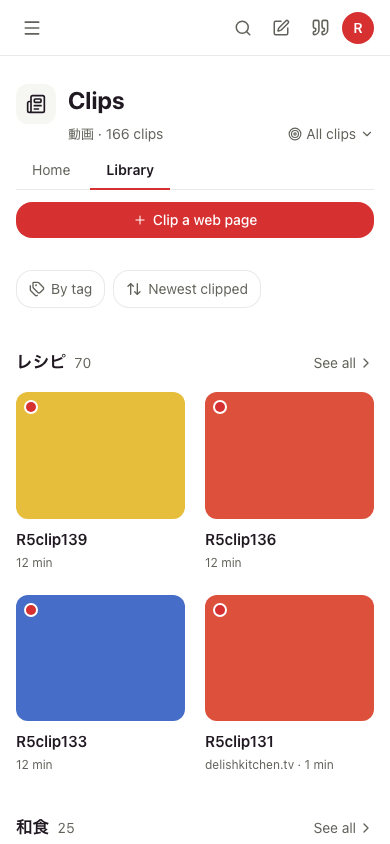 R
Clips
動画 · 166 clips
All clips
Home
Library
+ Clip a web page
By tag
Newest clipped
レシピ 70
See all
R5clip139
12 min
R5clip136
12 min
R5clip133
12 min
R5clip131
delishkitchen.tv · 1 min
和食 25
See all